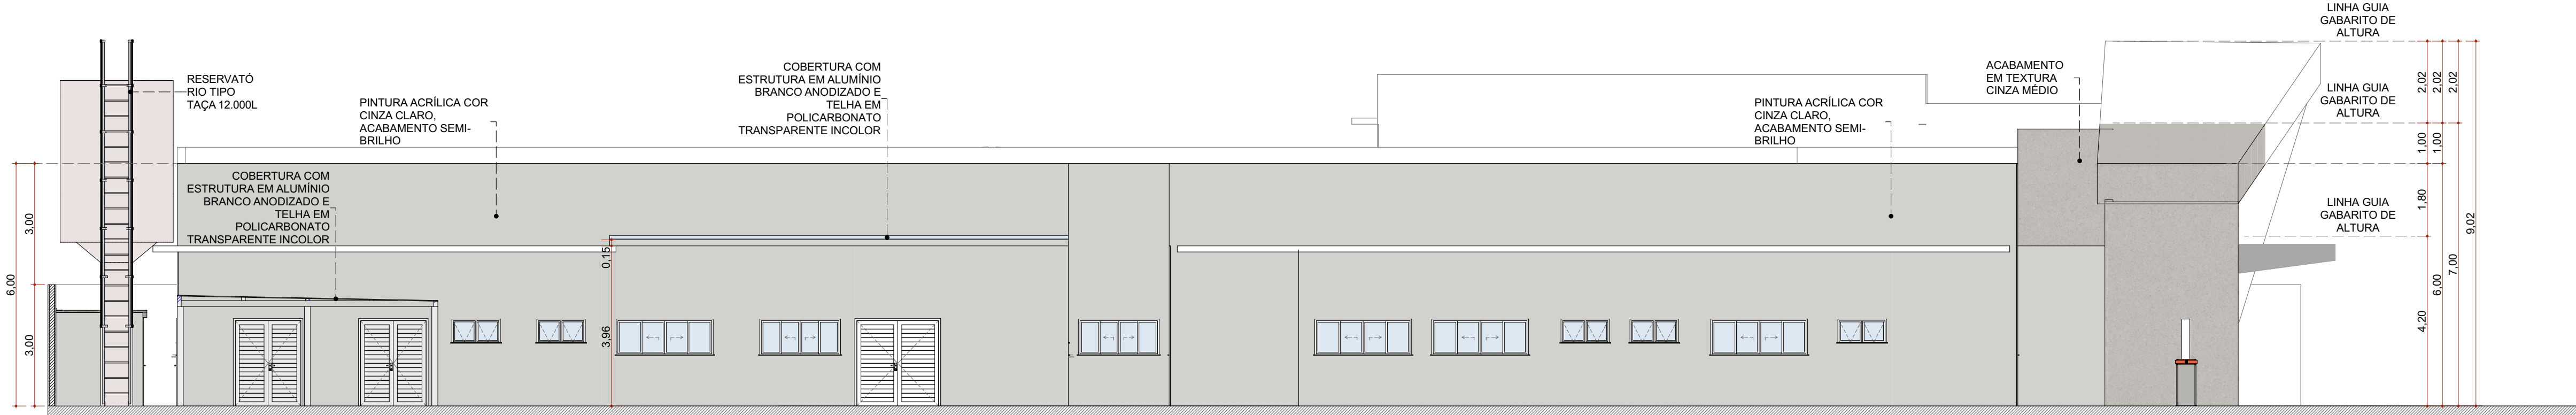 LINHA GUIA
GABARITO DE
ALTURA
COBERTURA COM
ESTRUTURA EM ALUMÍNIO
BRANCO ANODIZADO E
TELHA EM
POLICARBONATO
TRANSPARENTE INCOLOR
ACABAMENTO
EM TEXTURA
CINZA MÉDIO
RESERVATÓ
RIO TIPO
TAÇA 12.000L
LINHA GUIA
GABARITO DE
ALTURA
PINTURA ACRÍLICA COR
CINZA CLARO,
ACABAMENTO SEMI-
BRILHO
PINTURA ACRÍLICA COR
CINZA CLARO,
ACABAMENTO SEMI-
BRILHO
COBERTURA COM
ESTRUTURA EM ALUMÍNIO
BRANCO ANODIZADO E
TELHA EM
POLICARBONATO
TRANSPARENTE INCOLOR
LINHA GUIA
GABARITO DE
ALTURA
6,00
3,00
3,00
0,15
3,96
2,02
2,02
2,02
1,00
1,00
1,80
4,20
6,00
7,00
9,02